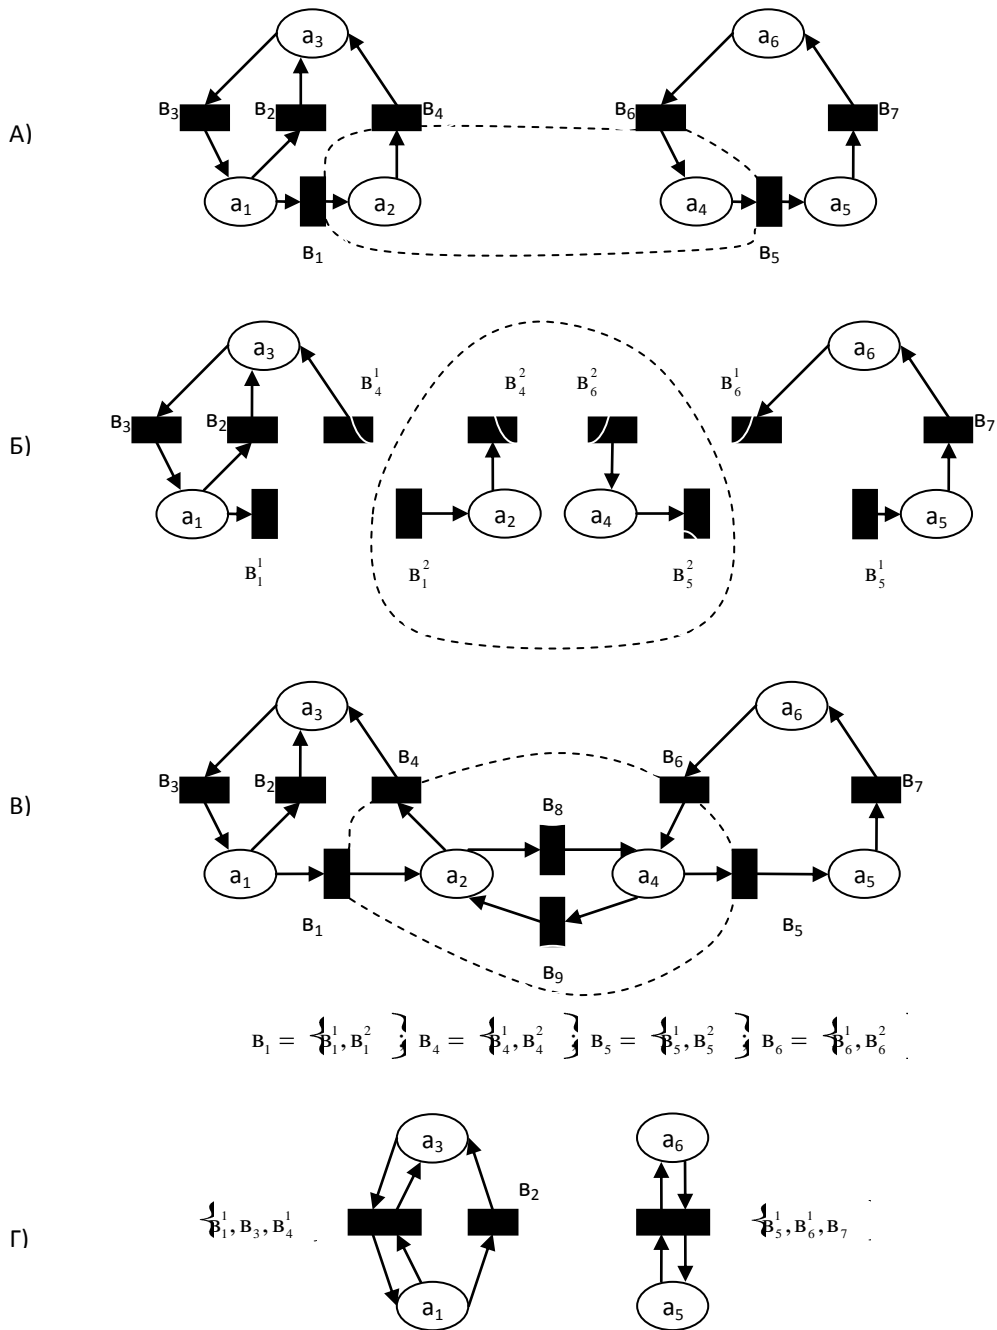 А)
a₃
в₃
в₂
в₄
a₁
a₂
в₁
a₆
в₆
в₇
a₄
a₅
в₅
Б)
a₃
в₃
в₂
в₄¹
a₁
в₁¹
в₄²
в₆²
a₂
a₄
в₁²
в₅²
в₆¹
a₆
в₇
a₅
в₅¹
В)
a₃
в₃
в₂
в₄
a₁
a₂
в₁
в₈
в₉
a₆
в₆
в₇
a₄
a₅
в₅
в₁ = {в₁¹, в₁²}; в₄ = {в₄¹, в₄²}; в₅ = {в₅¹, в₅²}; в₆ = {в₆¹, в₆²
Г)
{в₁¹, в₃, в₄¹
a₃
в₂
a₁
a₆
a₅
{в₅¹, в₆¹, в₇